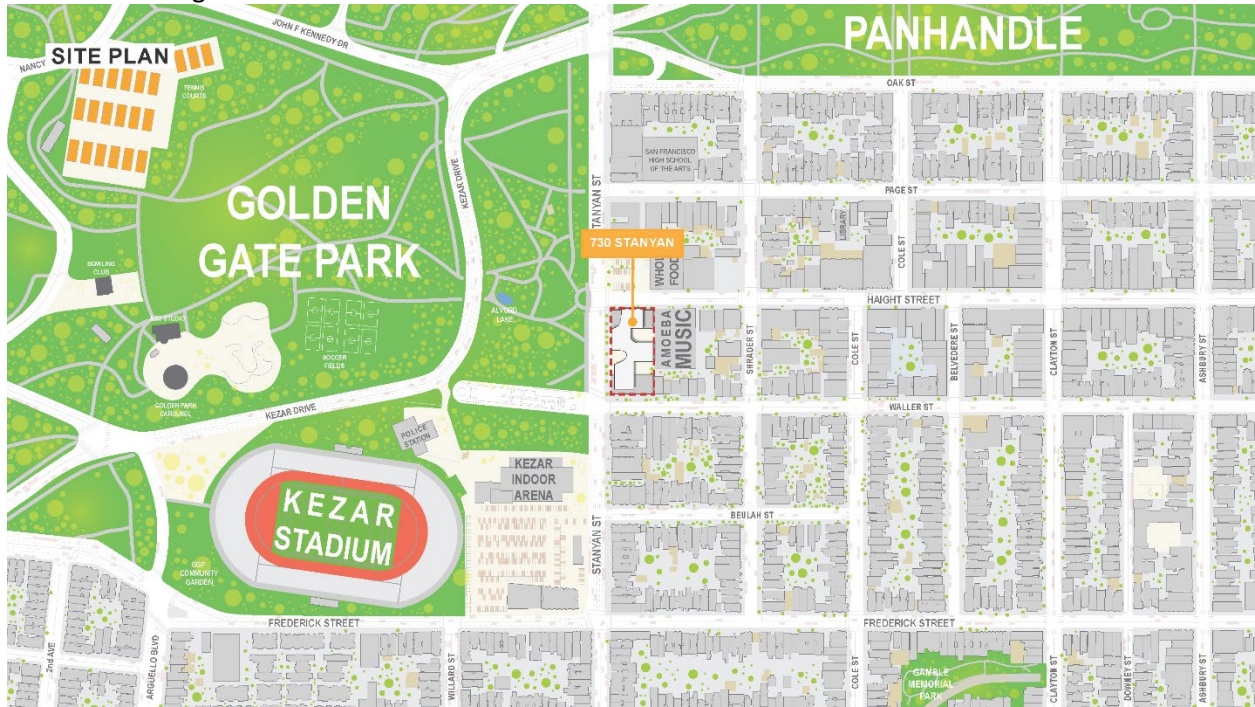 JOHN F KENNEDY DR
PANHANDLE
NANCY
SITE PLAN
TENNIS
COURTS
OAK ST
SAN FRANCISCO
HIGH SCHOOL
OF THE ARTS
KEZAR DRIVE
PAGE ST
GOLDEN
GATE PARK
STANYAN ST
730 STANYAN
LIBRARY
COLE ST
BOWLING
CLUB
HAIGHT STREET
ALVORD
LAKE
ART STUDIO
SOCCER
FIELDS
AMOEBA
MUSIC
SHRADER ST
COLE ST
BELVEDERE ST
CLAYTON ST
ASHBURY ST
GOLDEN PARK
CAROUSEL
KEZAR DRIVE
WALLER ST
POLICE
STATION
KEZAR
INDOOR
ARENA
KEZAR
STADIUM
BEULAH ST
STANYAN ST
GGP
COMMUNITY
GARDEN
FREDERICK STREET
FREDERICK STREET
2nd AVE
ARGUELLO BLVD
WILLARD ST
COLE ST
GAMBLE
MEMORIAL
PARK
CLAYTON ST
DOWNEY ST
ASHBURY ST